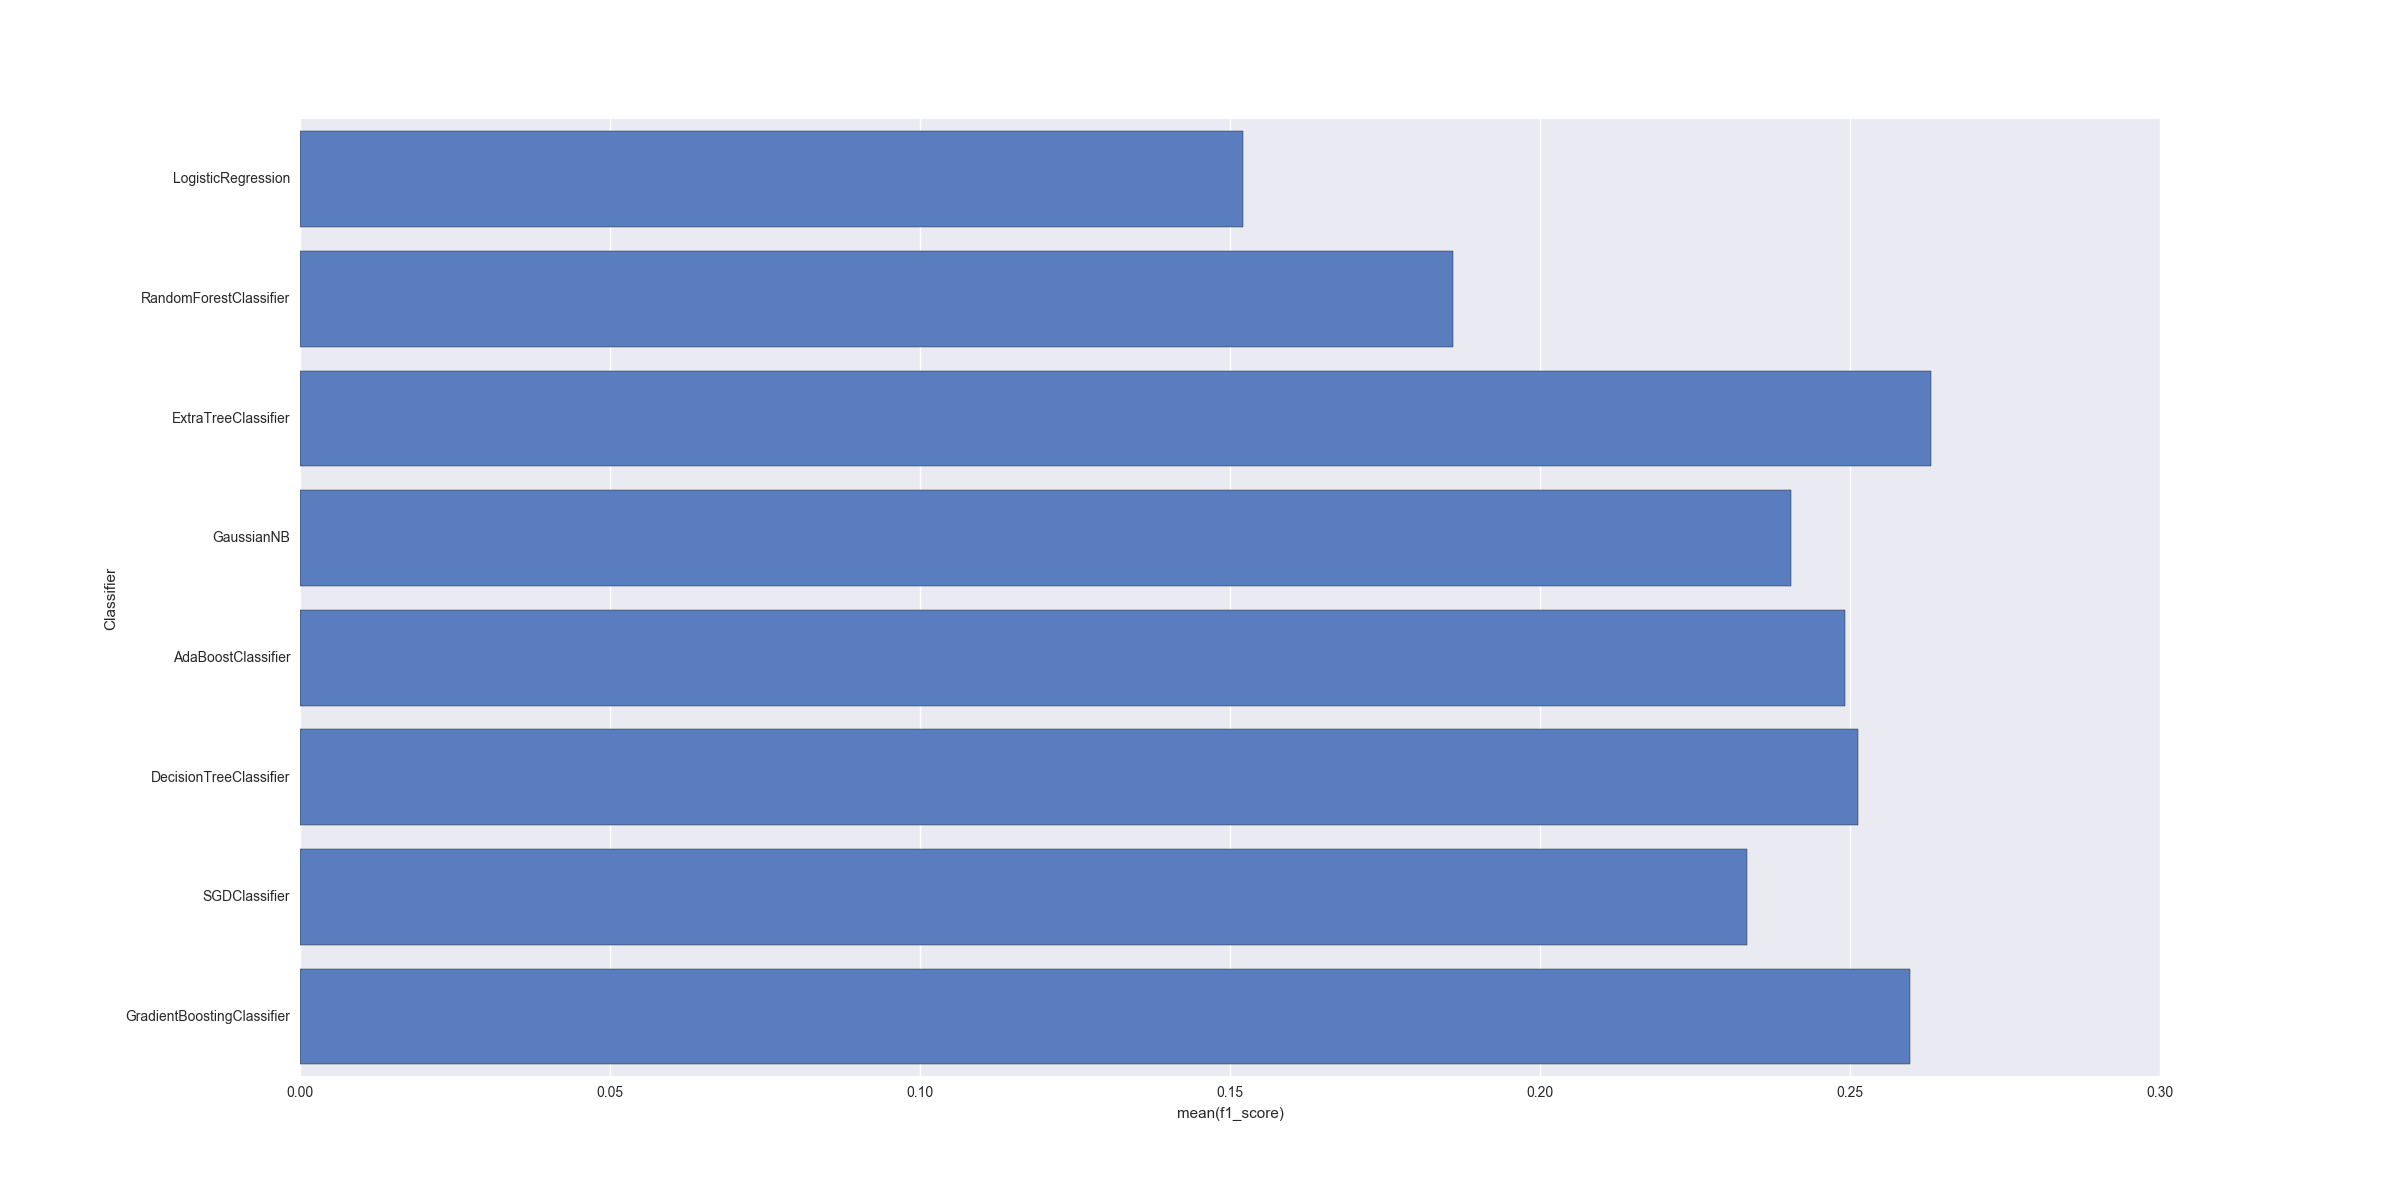 LogisticRegression
RandomForestClassifier
ExtraTreeClassifier
GaussianNB
Classifier
AdaBoostClassifier
DecisionTreeClassifier
SGDClassifier
GradientBoostingClassifier
0.00 0.05 0.10 0.15 0.20 0.25 0.30
mean(f1_score)